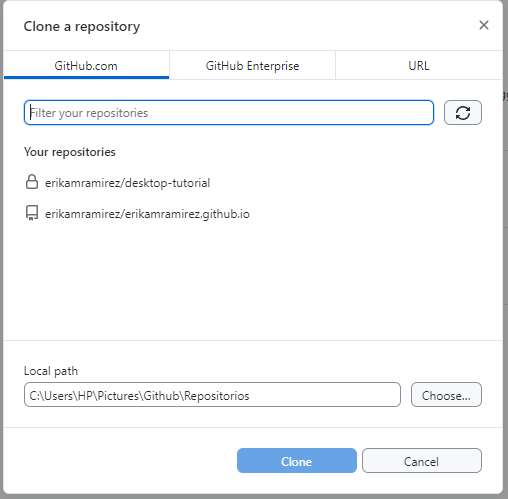 Clone a repository
GitHub.com
GitHub Enterprise
URL
Filter your repositories
Your repositories
erikamramirez/desktop-tutorial
erikamramirez/erikamramirez.github.io
Local path
C:\Users\HP\Pictures\Github\Repositorios
Choose...
Clone
Cancel